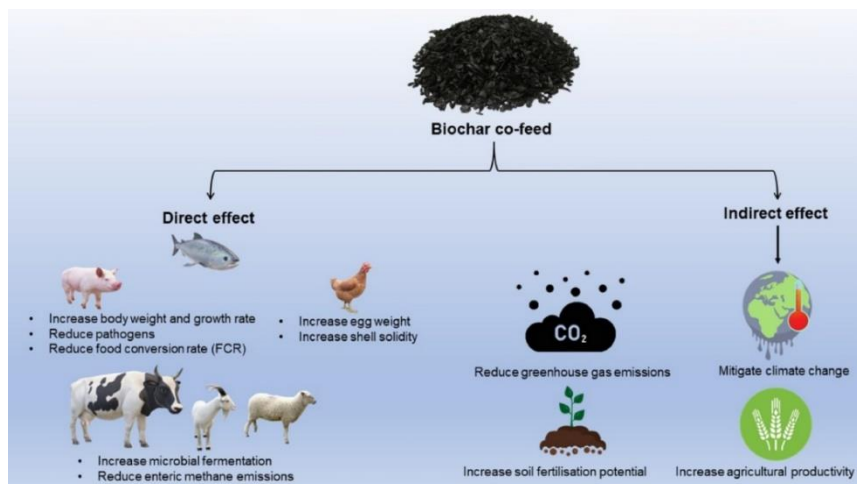 Biochar co-feed
Direct effect
Indirect effect
• Increase body weight and growth rate
• Reduce pathogens
• Reduce food conversion rate (FCR)
• Increase egg weight
• Increase shell solidity
CO₂
Reduce greenhouse gas emissions
Mitigate climate change
• Increase microbial fermentation
• Reduce enteric methane emissions
Increase soil fertilisation potential
Increase agricultural productivity